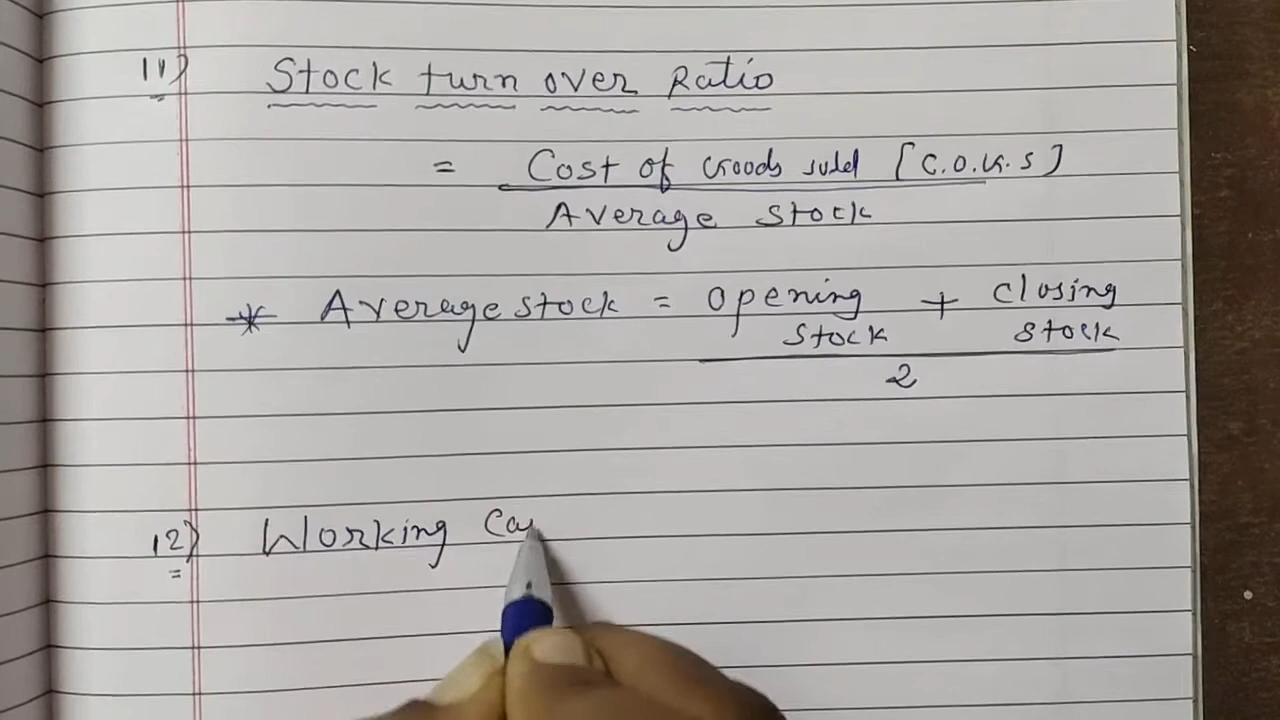 11) Stock turn over Ratio
= Cost of Goods sold [C.O.G.S]
Average Stock
* Average stock = opening + closing
stock stock
2
12) Working Ca